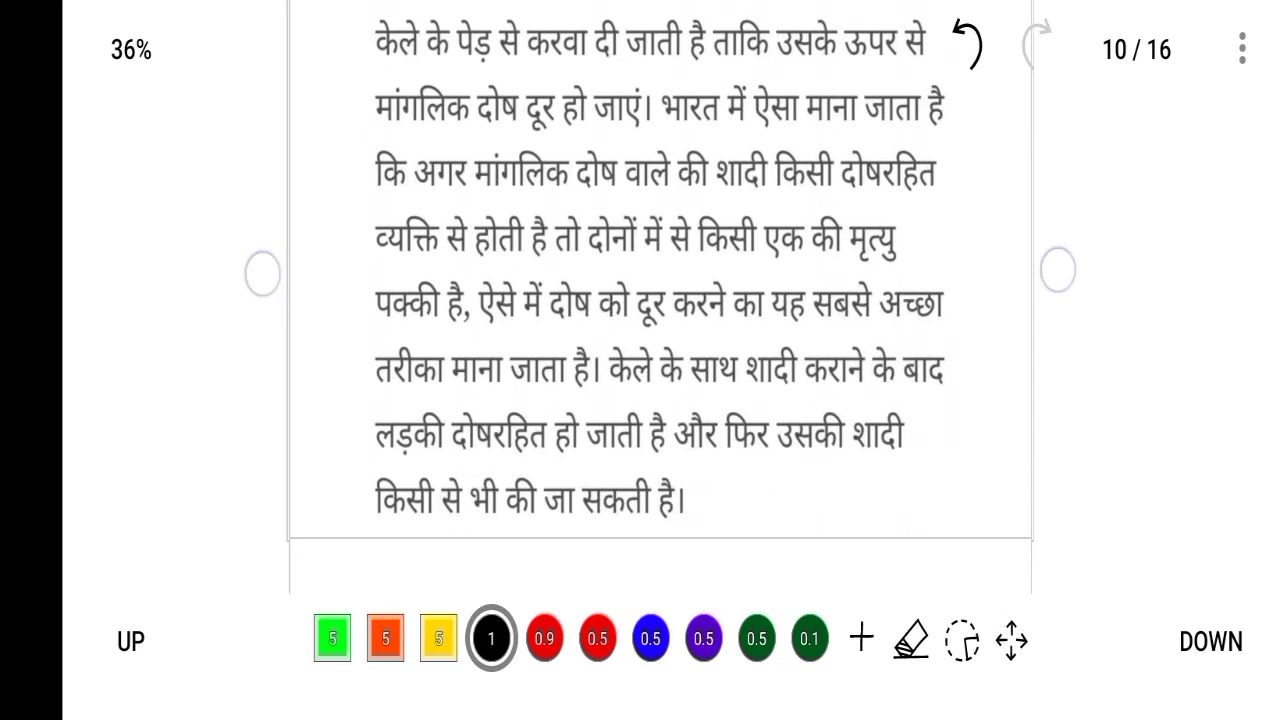 36%
10 / 16
केले के पेड़ से करवा दी जाती है ताकि उसके ऊपर से
मांगलिक दोष दूर हो जाएं। भारत में ऐसा माना जाता है
कि अगर मांगलिक दोष वाले की शादी किसी दोषरहित
व्यक्ति से होती है तो दोनों में से किसी एक की मृत्यु
पक्की है, ऐसे में दोष को दूर करने का यह सबसे अच्छा
तरीका माना जाता है। केले के साथ शादी कराने के बाद
लड़की दोषरहित हो जाती है और फिर उसकी शादी
किसी से भी की जा सकती है।
UP
5 5 5 1 0.9 0.5 0.5 0.5 0.5 0.1
DOWN